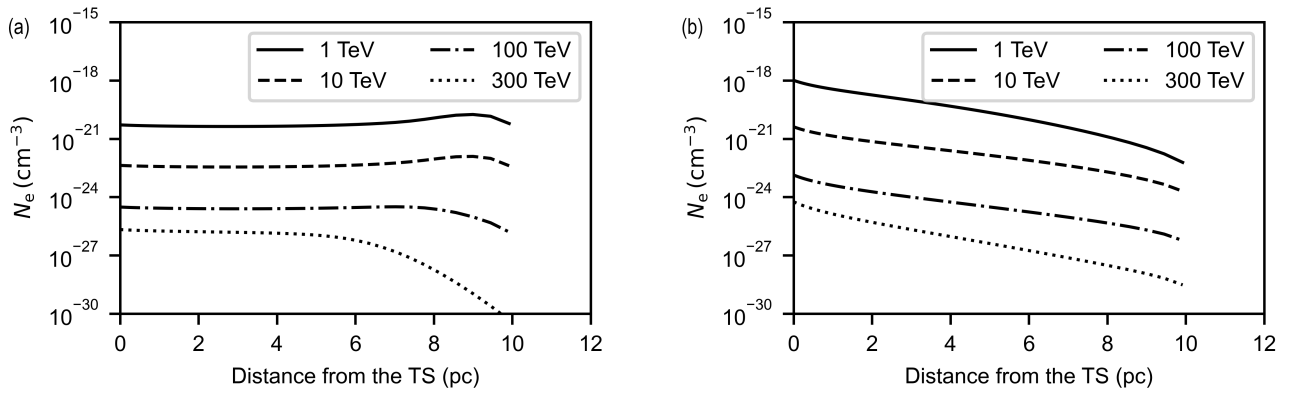 (a)
10⁻¹⁵
10⁻¹⁸
10⁻²¹
10⁻²⁴
10⁻²⁷
10⁻³⁰
Nₑ (cm⁻³)
1 TeV
10 TeV
100 TeV
300 TeV
0 2 4 6 8 10 12
Distance from the TS (pc)
(b)
10⁻¹⁵
10⁻¹⁸
10⁻²¹
10⁻²⁴
10⁻²⁷
10⁻³⁰
Nₑ (cm⁻³)
1 TeV
10 TeV
100 TeV
300 TeV
0 2 4 6 8 10 12
Distance from the TS (pc)